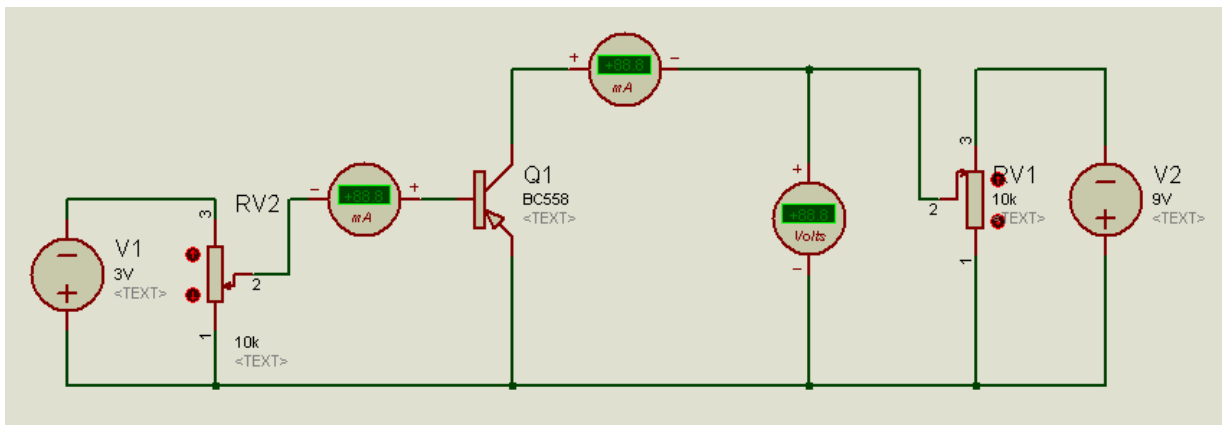 +88.8
mA
Q1
BC558
<TEXT>
RV2
+88.8
mA
V1
3V
<TEXT>
3
2
1
10k
<TEXT>
+88.8
Volts
3
2
1
RV1
10k
<TEXT>
V2
9V
<TEXT>